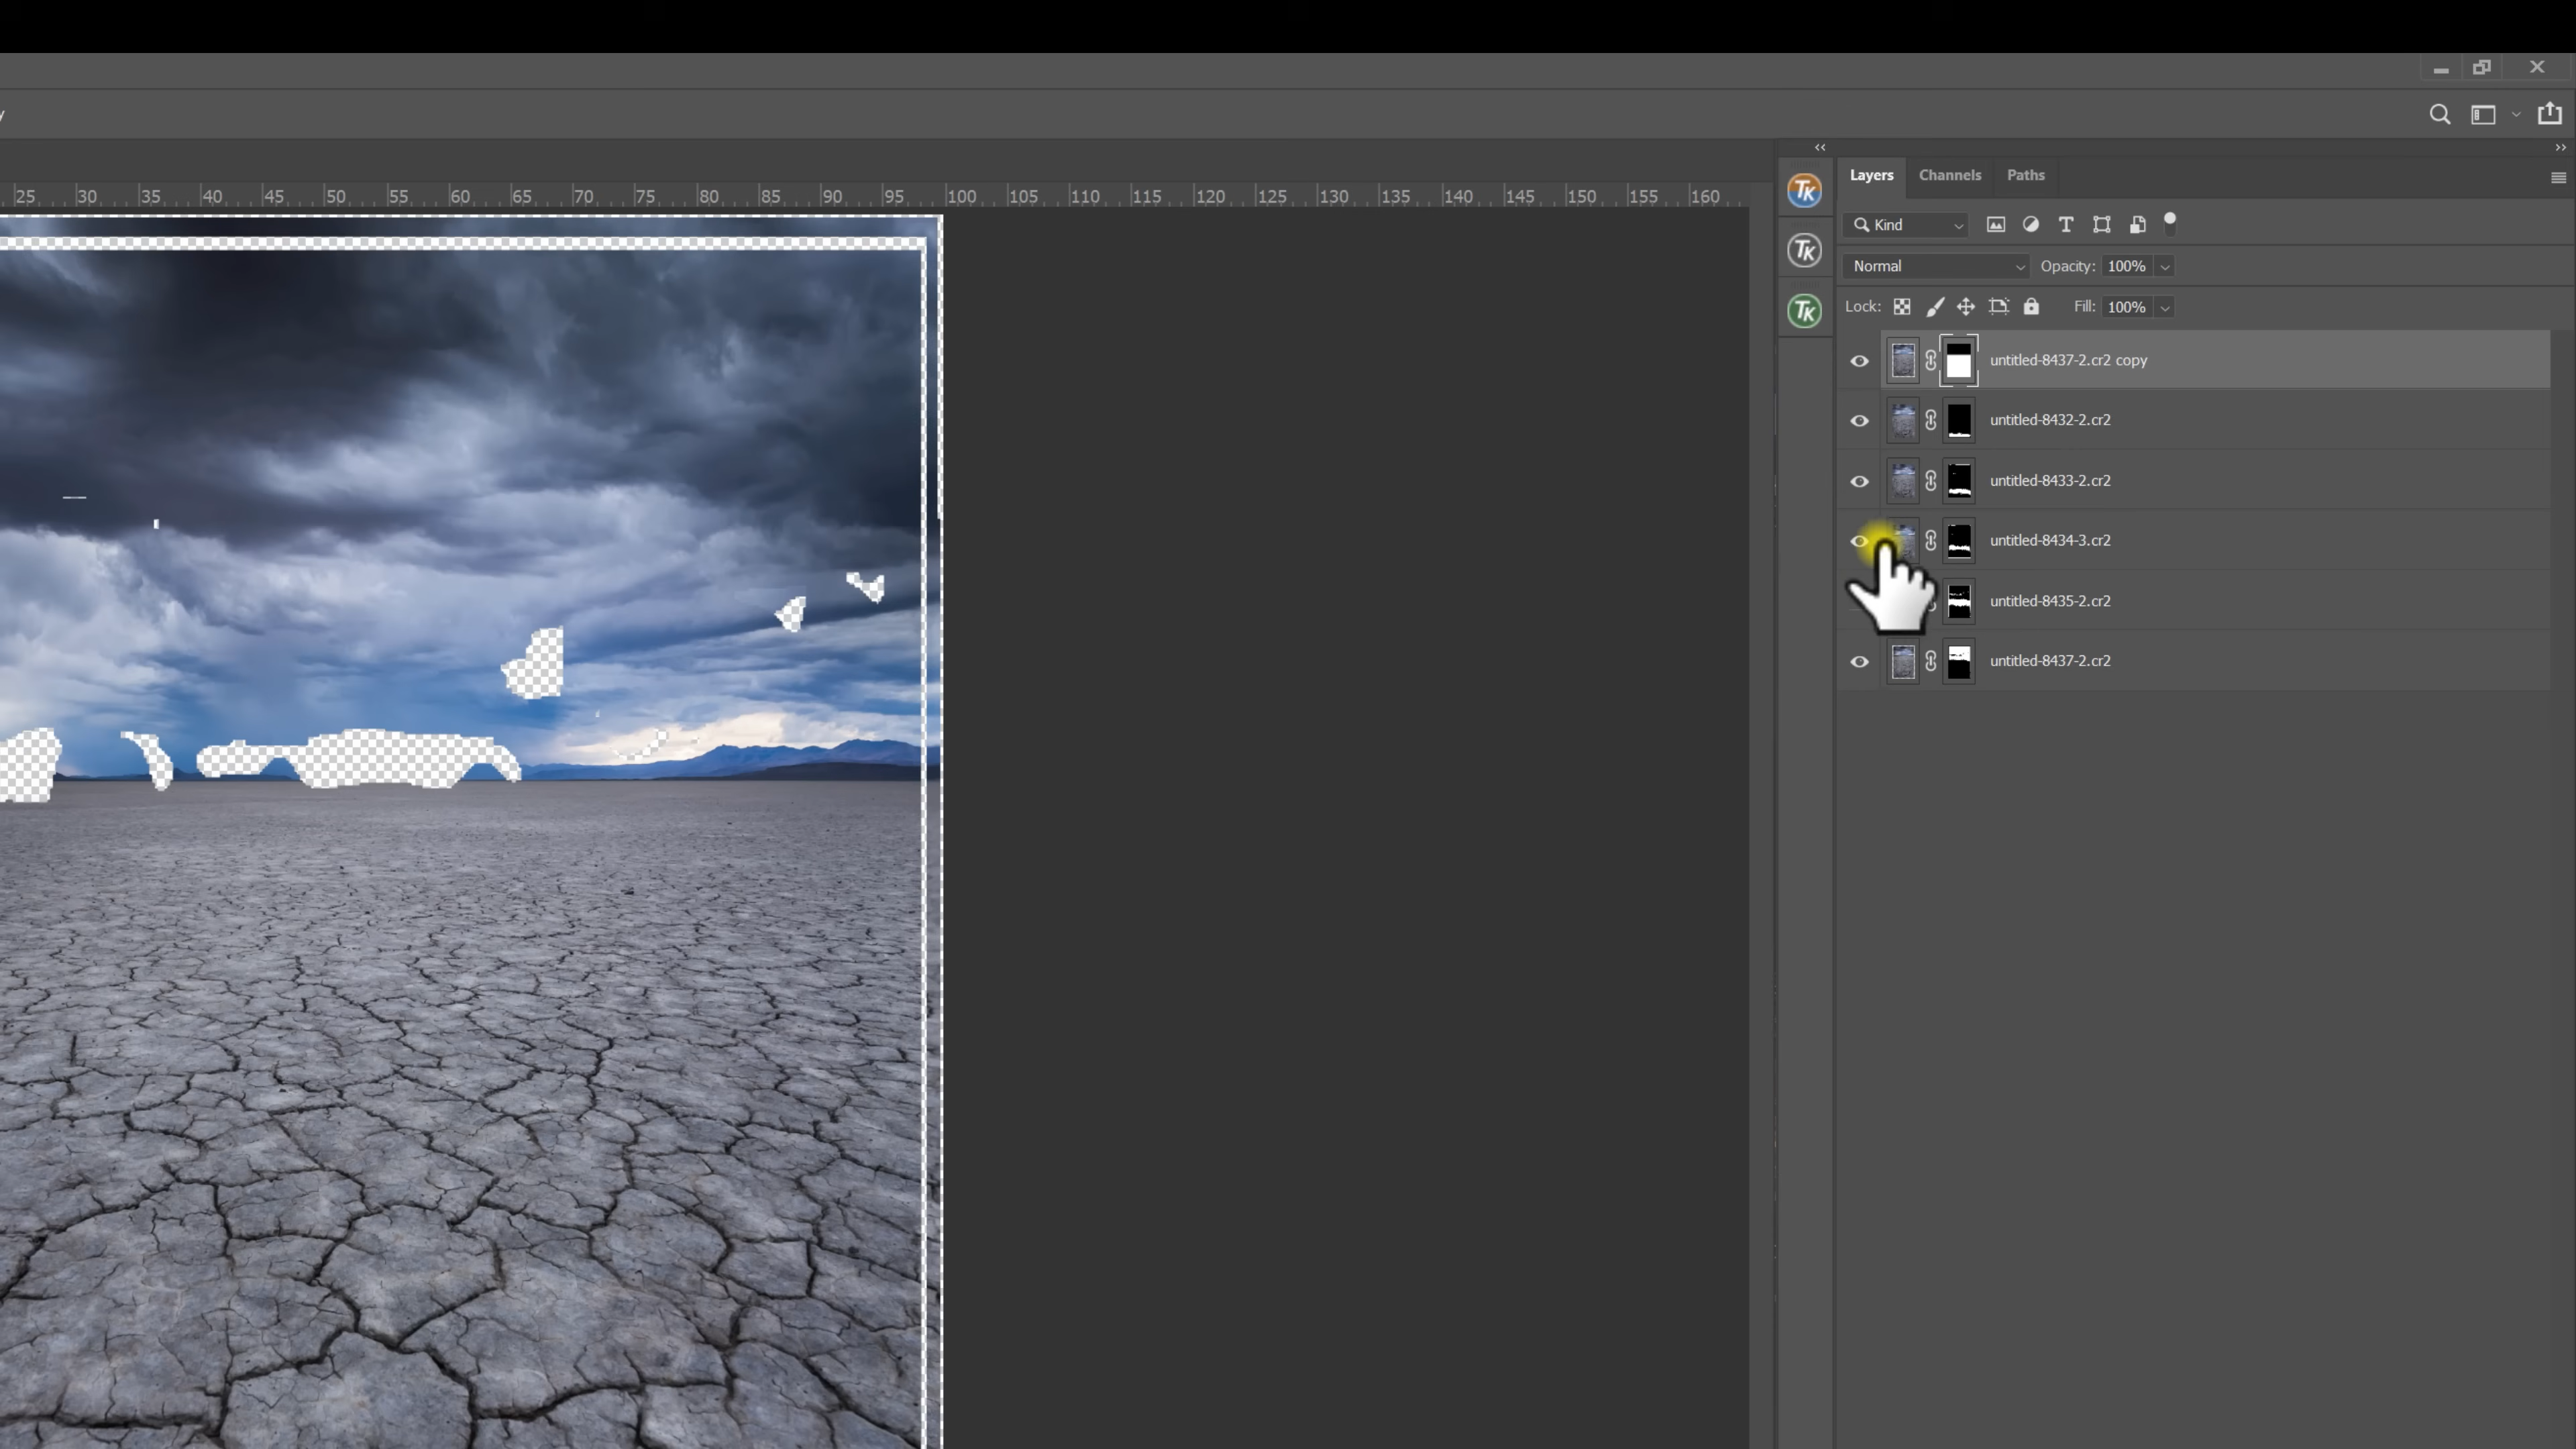 25 30 35 40 45 50 55 60 65 70 75 80 85 90 95 100 105 110 115 120 125 130 135 140 145 150 155 160
TK
TK
TK
Layers Channels Paths
Kind
Normal Opacity: 100%
Lock: Fill: 100%
untitled-8437-2.cr2 copy
untitled-8432-2.cr2
untitled-8433-2.cr2
untitled-8434-3.cr2
untitled-8435-2.cr2
untitled-8437-2.cr2